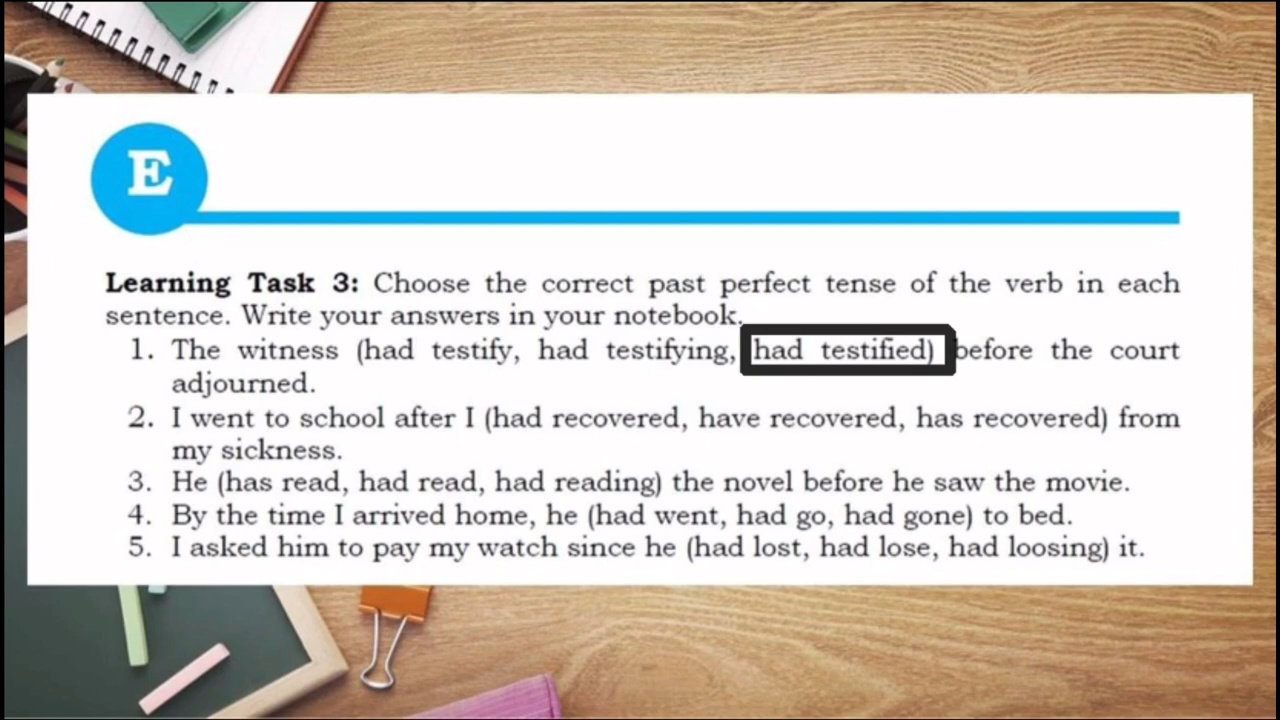 E
Learning Task 3: Choose the correct past perfect tense of the verb in each
sentence. Write your answers in your notebook.
1. The witness (had testify, had testifying, had testified) before the court
adjourned.
2. I went to school after I (had recovered, have recovered, has recovered) from
my sickness.
3. He (has read, had read, had reading) the novel before he saw the movie.
4. By the time I arrived home, he (had went, had go, had gone) to bed.
5. I asked him to pay my watch since he (had lost, had lose, had loosing) it.